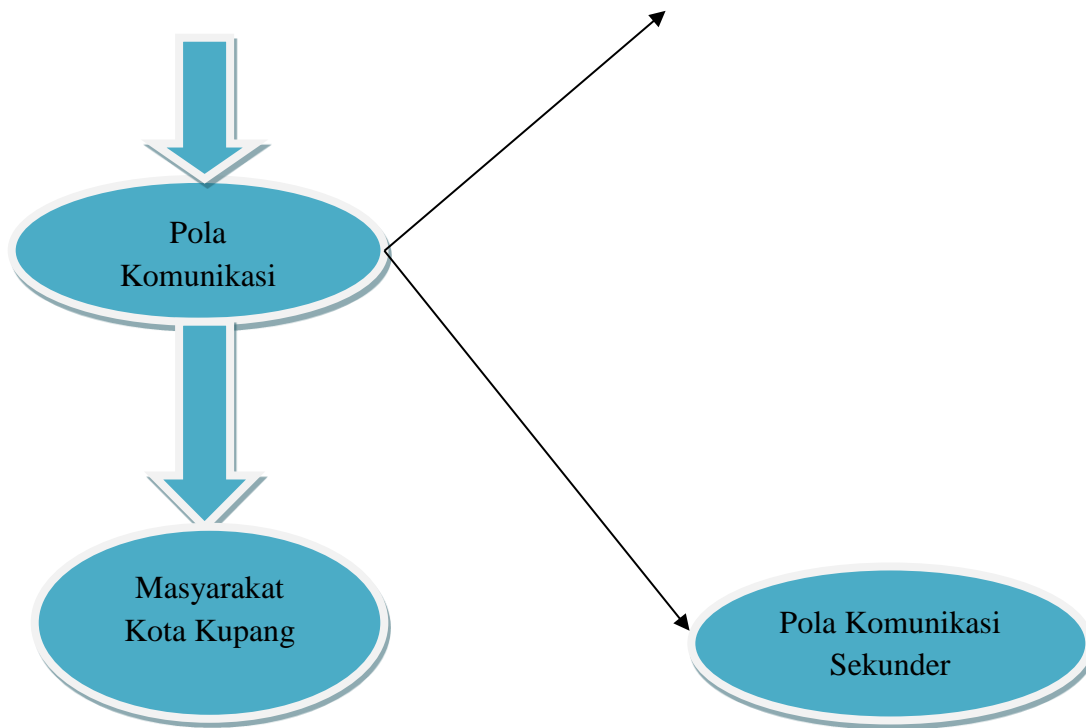 Pola
Komunikasi
Masyarakat
Kota Kupang
Pola Komunikasi
Sekunder